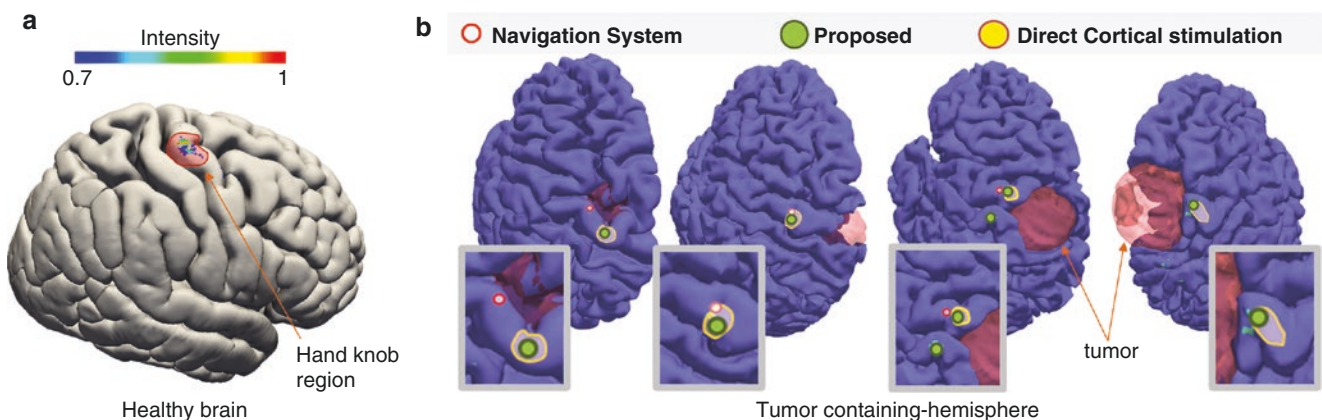 a
Intensity
0.7 1
Hand knob
region
Healthy brain
b
Navigation System Proposed Direct Cortical stimulation
tumor
Tumor containing-hemisphere